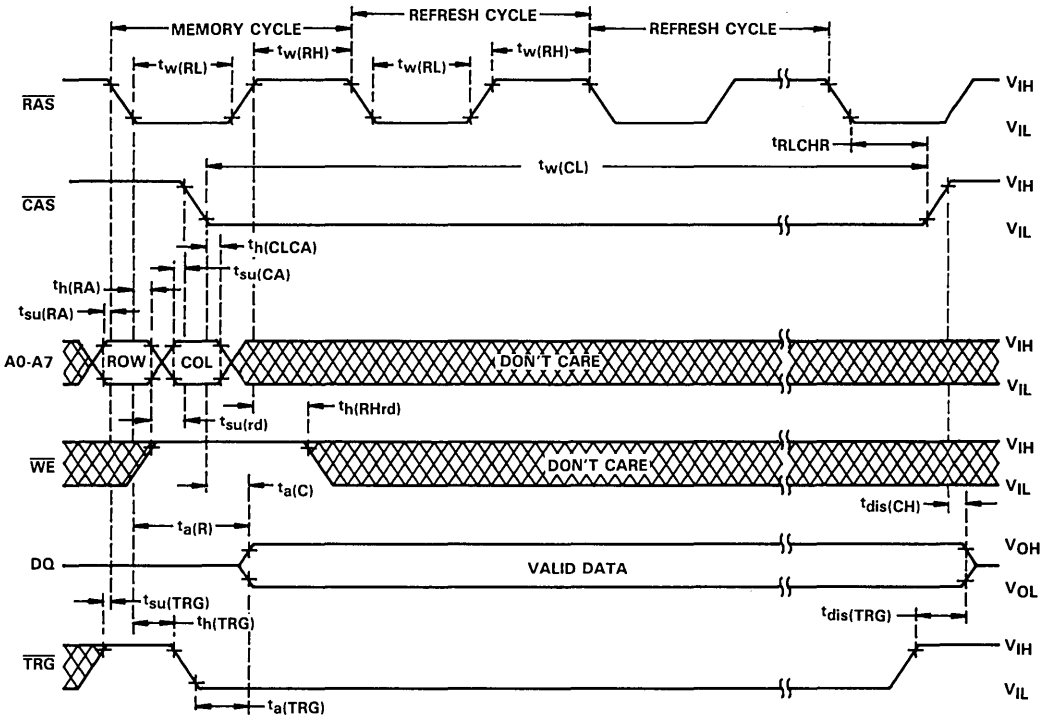 MEMORY CYCLE
REFRESH CYCLE
REFRESH CYCLE
tw(RL)
tw(RH)
tw(RL)
tw(RH)
RAS
VIH
VIL
tRLCHR
tw(CL)
CAS
VIH
VIL
th(CLCA)
tsu(CA)
th(RA)
tsu(RA)
A0-A7
ROW
COL
DON'T CARE
VIH
VIL
tsu(rd)
th(RHrd)
WE
DON'T CARE
VIH
VIL
ta(C)
tdis(CH)
ta(R)
DQ
VALID DATA
VOH
VOL
tsu(TRG)
th(TRG)
tdis(TRG)
TRG
VIH
VIL
ta(TRG)